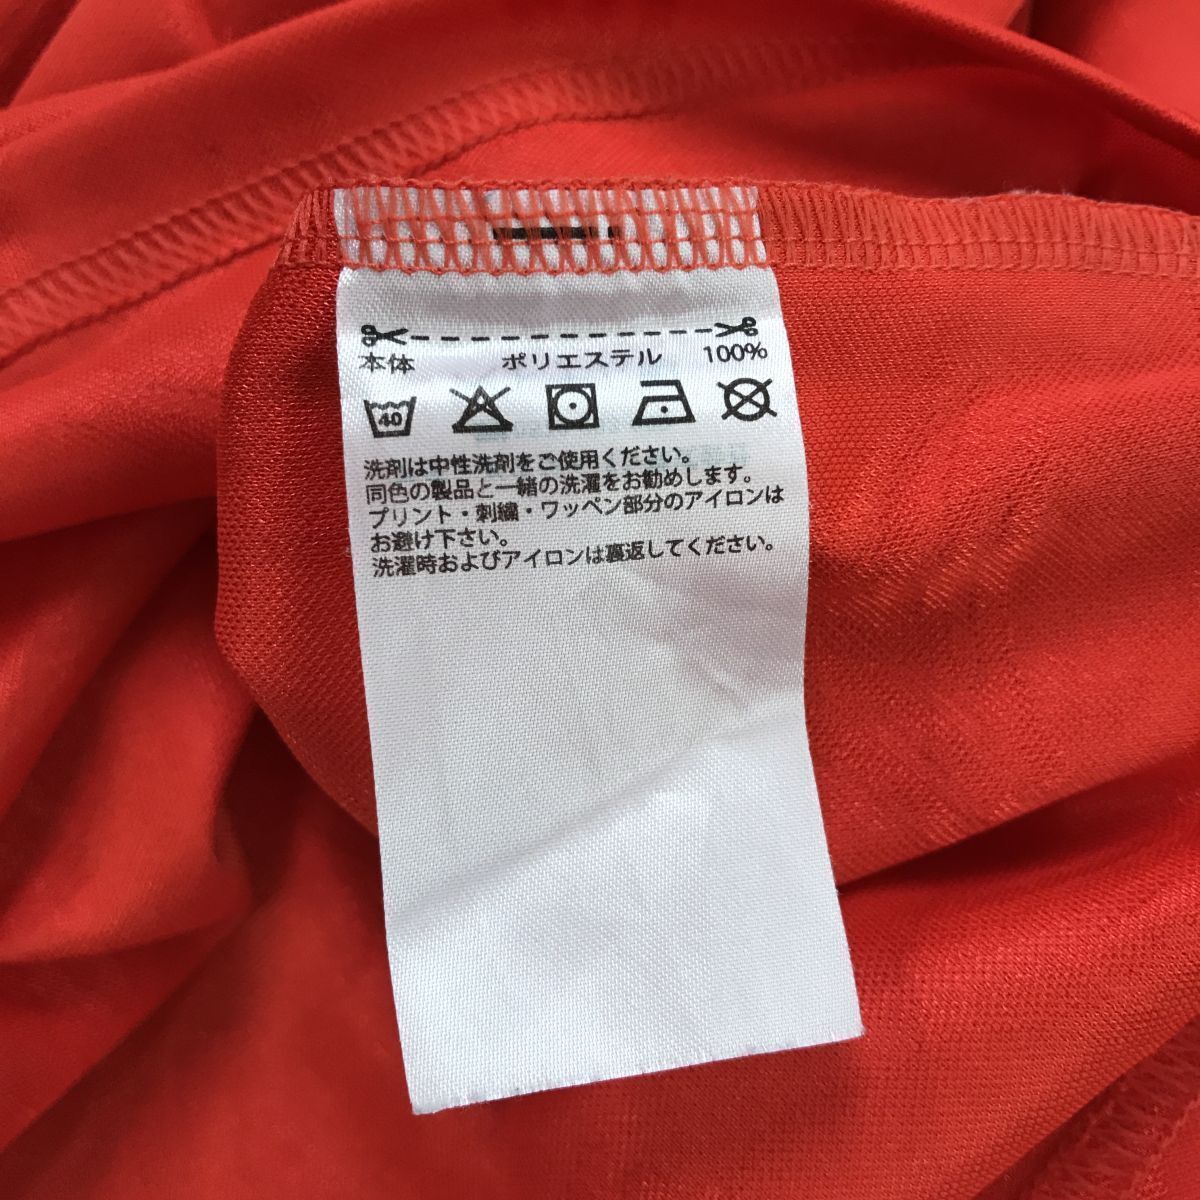 本体 ポリエステル 100%
40
洗剤は中性洗剤をご使用ください。
同色の製品と一緒の洗濯をお勧めします。
プリント・刺繍・ワッペン部分のアイロンは
お避け下さい。
洗濯時およびアイロンは裏返してください。